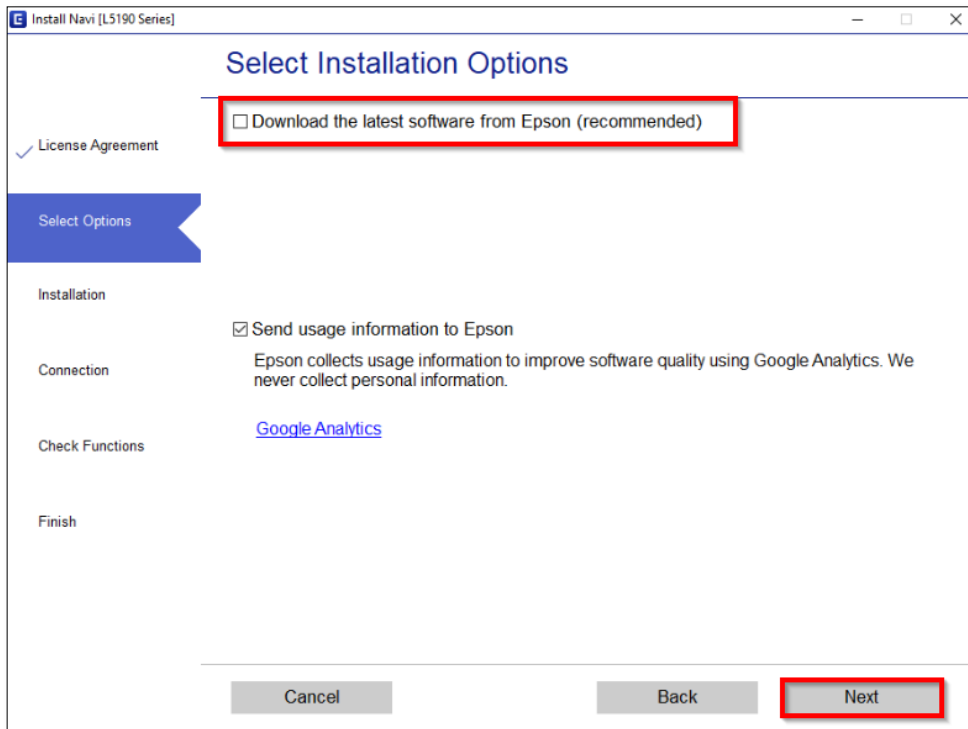 Install Navi [L5190 Series]
Select Installation Options
Download the latest software from Epson (recommended)
License Agreement
Select Options
Installation
Connection
Check Functions
Finish
Send usage information to Epson
Epson collects usage information to improve software quality using Google Analytics. We
never collect personal information.
Google Analytics
Cancel
Back
Next